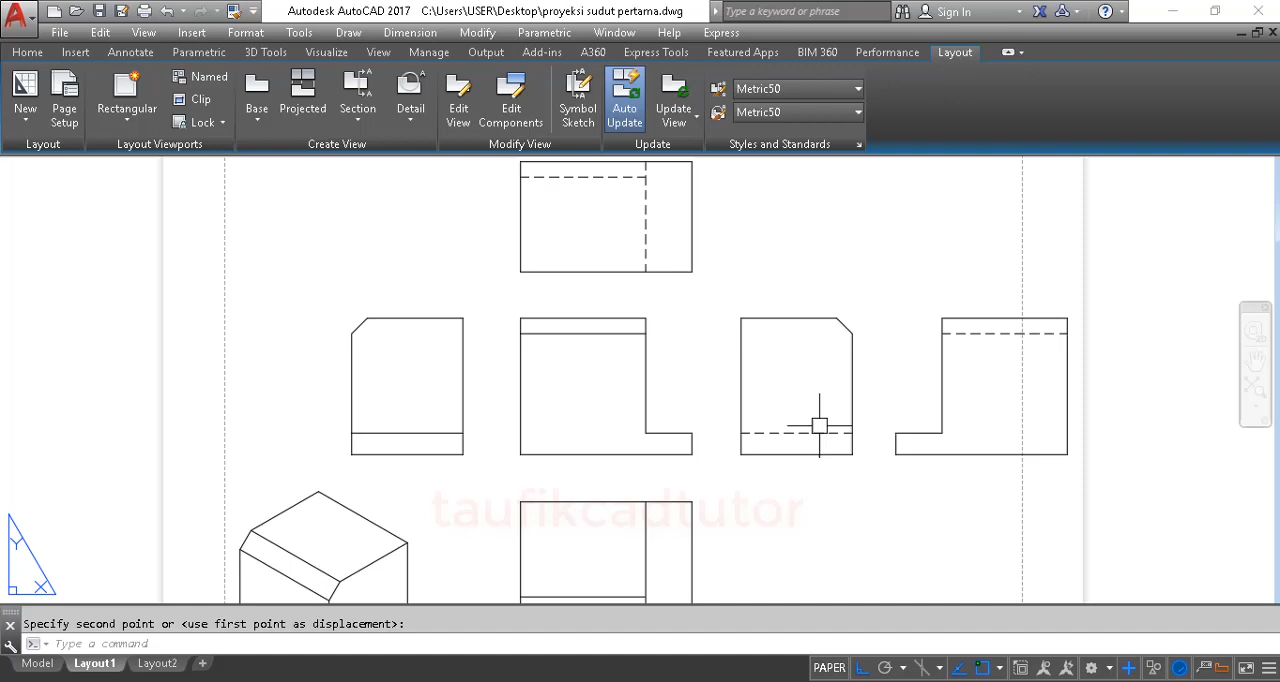 Autodesk AutoCAD 2017 C:\Users\USER\Desktop\proyeksi sudut pertama.dwg
Type a keyword or phrase
Sign In
File Edit View Insert Format Tools Draw Dimension Modify Parametric Window Help Express
Home Insert Annotate Parametric 3D Tools Visualize View Manage Output Add-ins A360 Express Tools Featured Apps BIM 360 Performance Layout
New
Page
Setup
Rectangular
Named
Clip
Lock
Base
Projected
Section
Detail
Edit
View
Edit
Components
Symbol
Sketch
Auto
Update
Update
View
Metric50
Metric50
Layout
Layout Viewports
Create View
Modify View
Update
Styles and Standards
taufikcadtutor
Y
X
Specify second point or <use first point as displacement>:
Type a command
Model Layout1 Layout2 +
PAPER